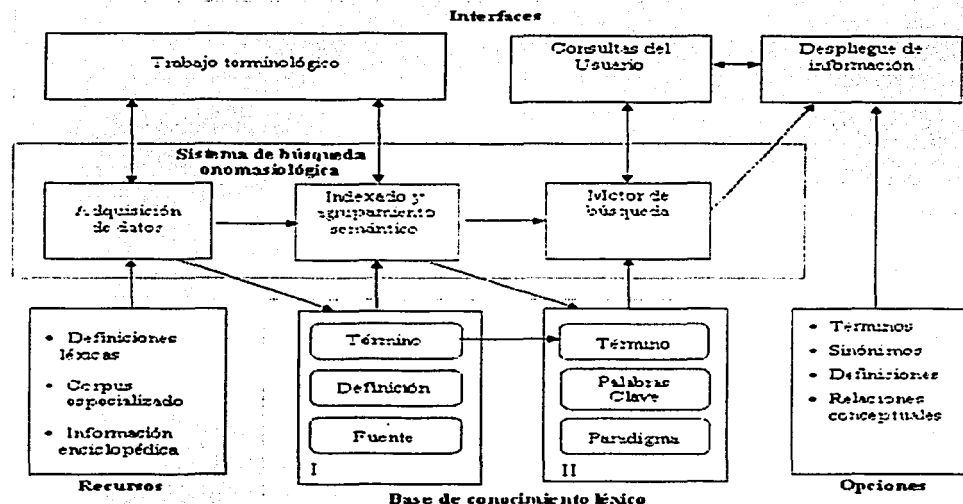 Interfaces
Trabajo terminológico
Consultas del
Usuario
Despliegue de
información
Sistema de búsqueda
onomasiológica
Adquisición
de datos
Indexado y
agrupamiento
semántico
Motor de
búsqueda
• Definiciones
léxicas
• Corpus
especializado
• Información
enciclopédica
Recursos
Término
Definición
Fuente
I
Término
Palabras
Clave
Paradigma
II
Base de conocimiento léxico
• Términos
• Sinónimos
• Definiciones
• Relaciones
conceptuales
Opciones